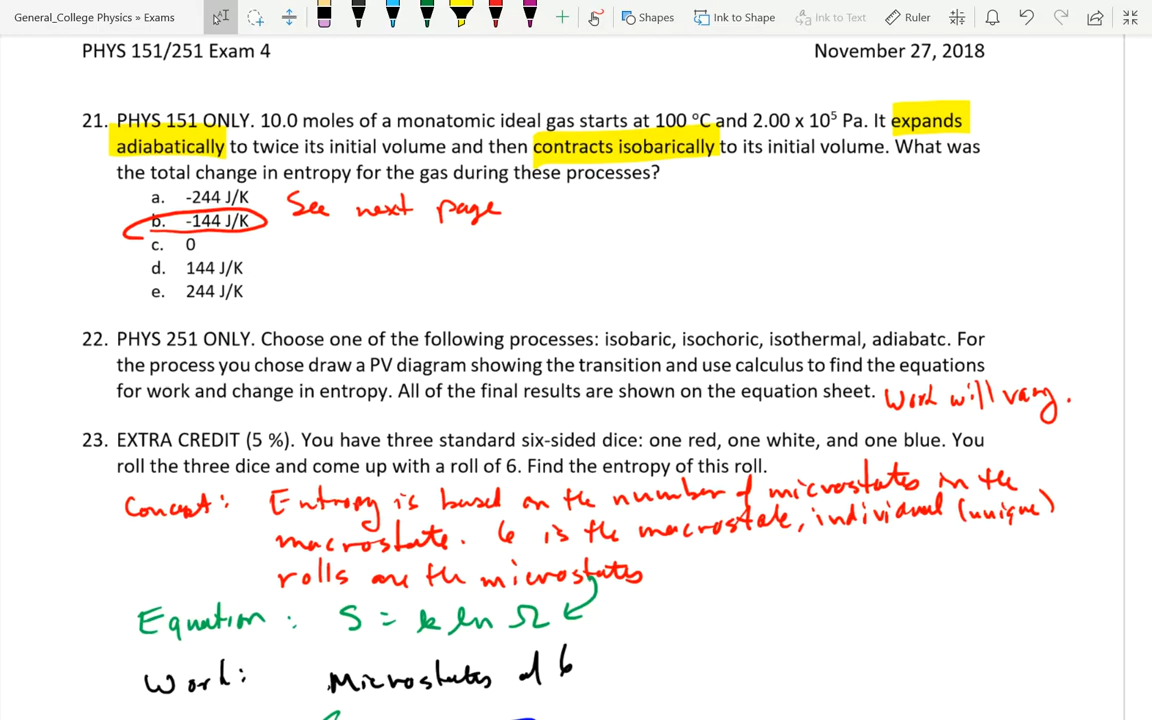 General_College Physics » Exams
Shapes
Ink to Shape
Ink to Text
Ruler
PHYS 151/251 Exam 4
November 27, 2018
21. PHYS 151 ONLY. 10.0 moles of a monatomic ideal gas starts at 100 °C and 2.00 x 10⁵ Pa. It expands
adiabatically to twice its initial volume and then contracts isobarically to its initial volume. What was
the total change in entropy for the gas during these processes?
a. -244 J/K
See next page
b. -144 J/K
c. 0
d. 144 J/K
e. 244 J/K
22. PHYS 251 ONLY. Choose one of the following processes: isobaric, isochoric, isothermal, adiabatc. For
the process you chose draw a PV diagram showing the transition and use calculus to find the equations
for work and change in entropy. All of the final results are shown on the equation sheet.
Work will vary.
23. EXTRA CREDIT (5 %). You have three standard six-sided dice: one red, one white, and one blue. You
roll the three dice and come up with a roll of 6. Find the entropy of this roll.
Concept: Entropy is based on the number of microstates in the
macrostate. 6 is the macrostate, individual (unique)
rolls are the microstates
Equation: S = k ln Ω
Work: Microstates of 6